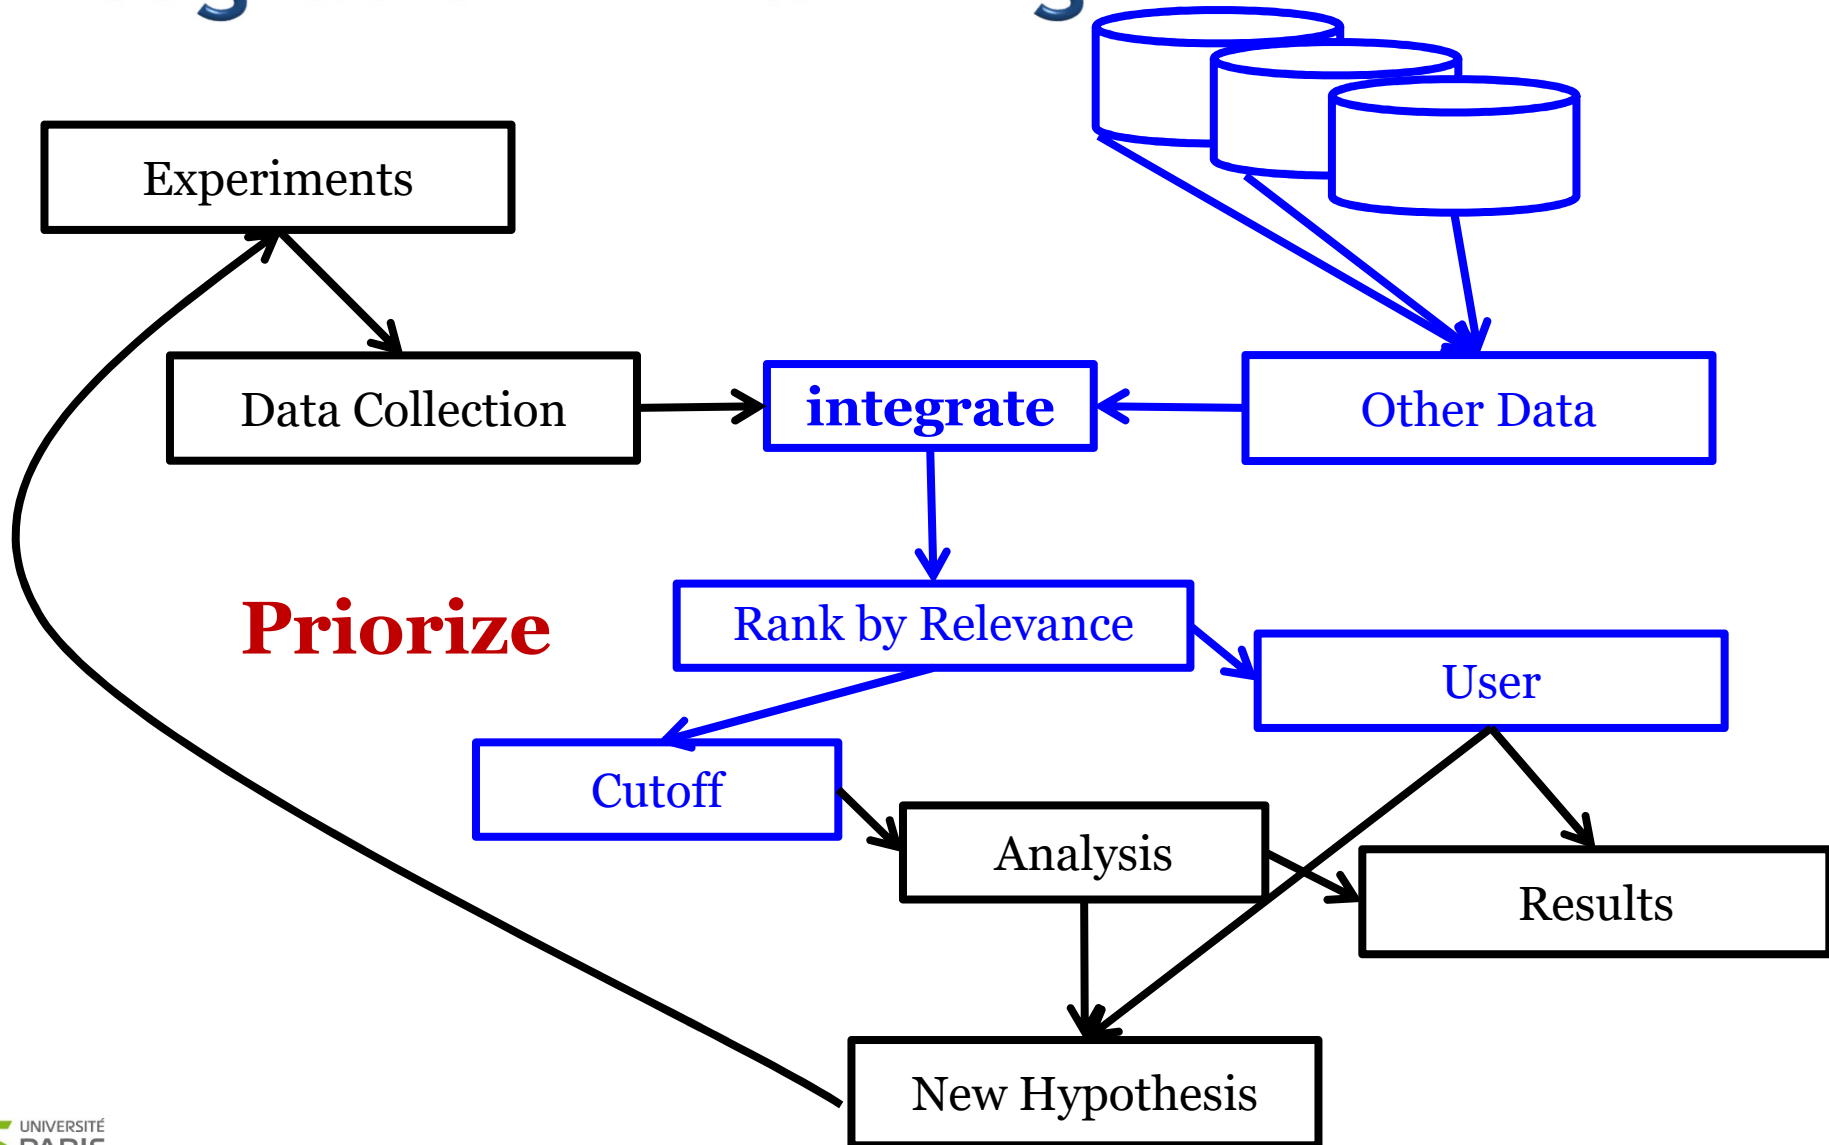 Experiments
Data Collection
integrate
Other Data
Priorize
Rank by Relevance
User
Cutoff
Analysis
Results
New Hypothesis
UNIVERSITÉ